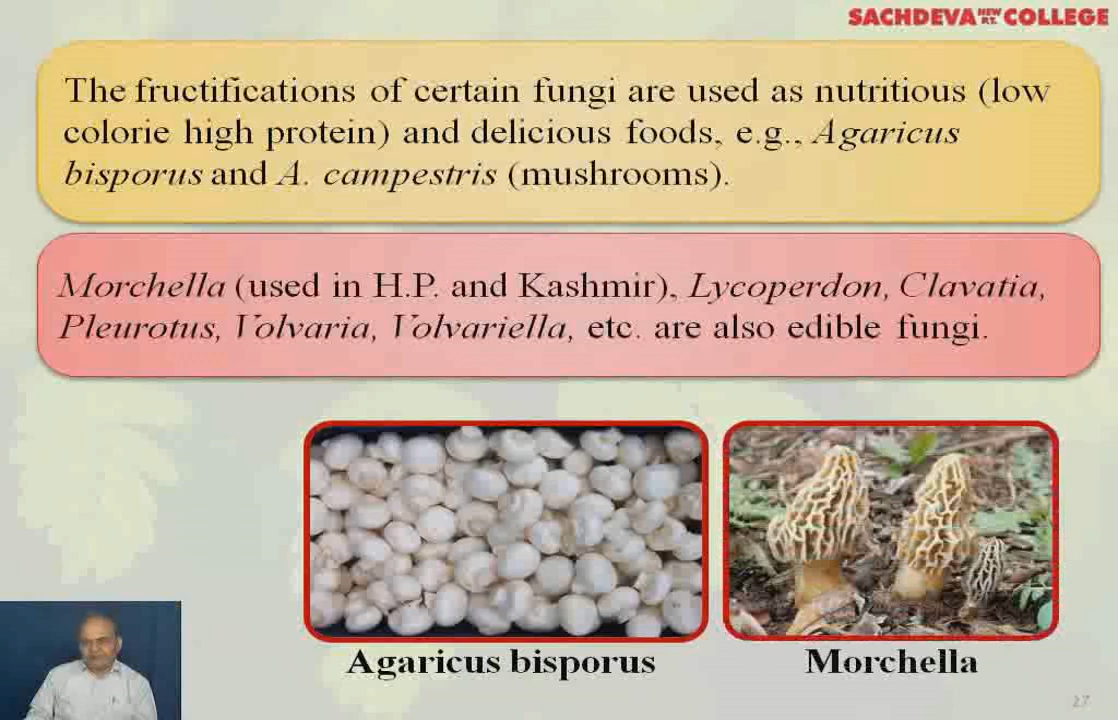 SACHDEVA NEW P.T. COLLEGE
The fructifications of certain fungi are used as nutritious (low
colorie high protein) and delicious foods, e.g., Agaricus
bisporus and A. campestris (mushrooms).
Morchella (used in H.P. and Kashmir), Lycoperdon, Clavatia,
Pleurotus, Volvaria, Volvariella, etc. are also edible fungi.
Agaricus bisporus
Morchella
27